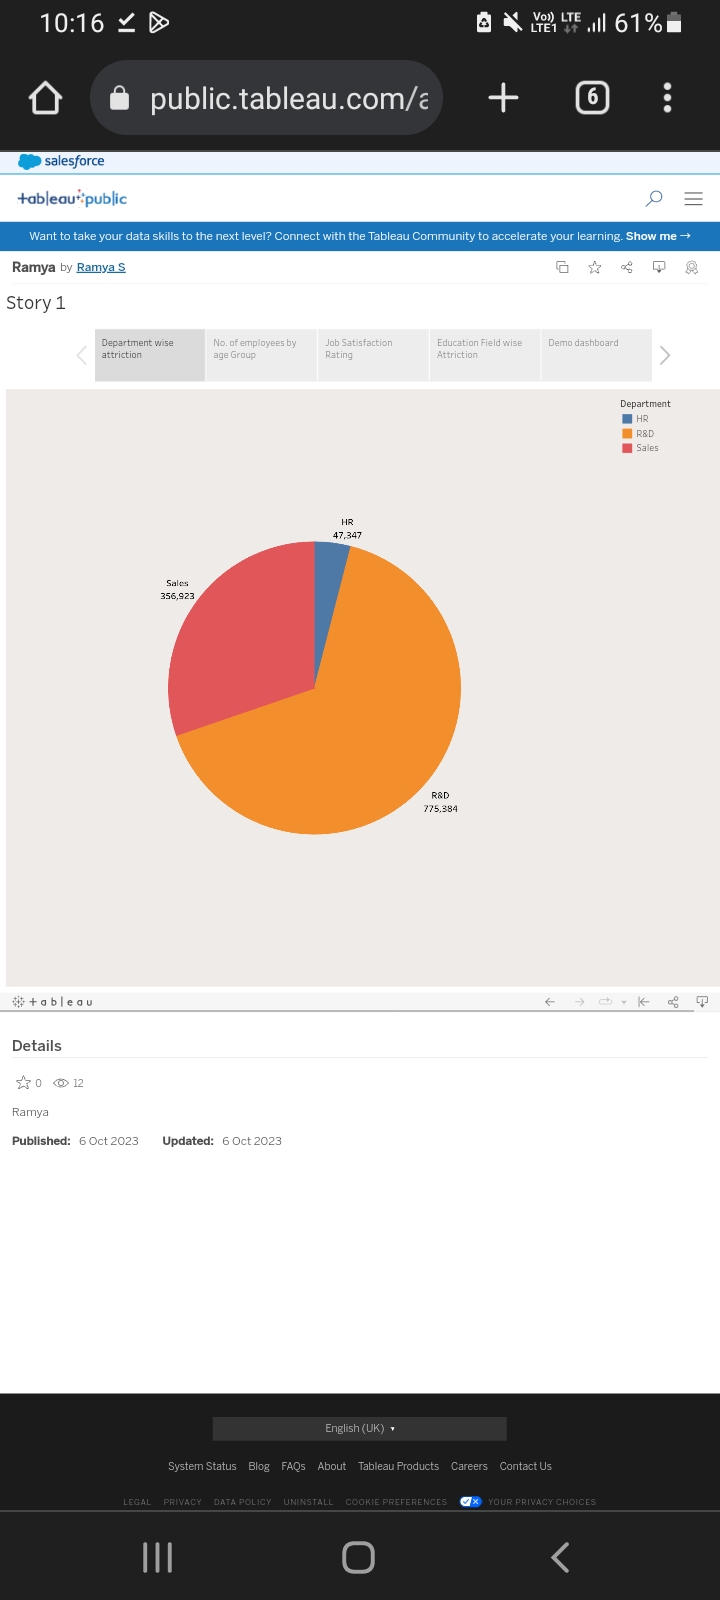 10:16
Vo)) LTE
LTE1
61%
public.tableau.com/a
6
salesforce
+ableau public
Want to take your data skills to the next level? Connect with the Tableau Community to accelerate your learning. Show me →
Ramya by Ramya S
Story 1
Department wise
attriction
No. of employees by
age Group
Job Satisfaction
Rating
Education Field wise
Attriction
Demo dashboard
Department
HR
R&D
Sales
HR
47,347
Sales
356,923
R&D
775,384
+ableau
Details
0 12
Ramya
Published: 6 Oct 2023 Updated: 6 Oct 2023
English (UK)
System Status Blog FAQs About Tableau Products Careers Contact Us
LEGAL PRIVACY DATA POLICY UNINSTALL COOKIE PREFERENCES YOUR PRIVACY CHOICES